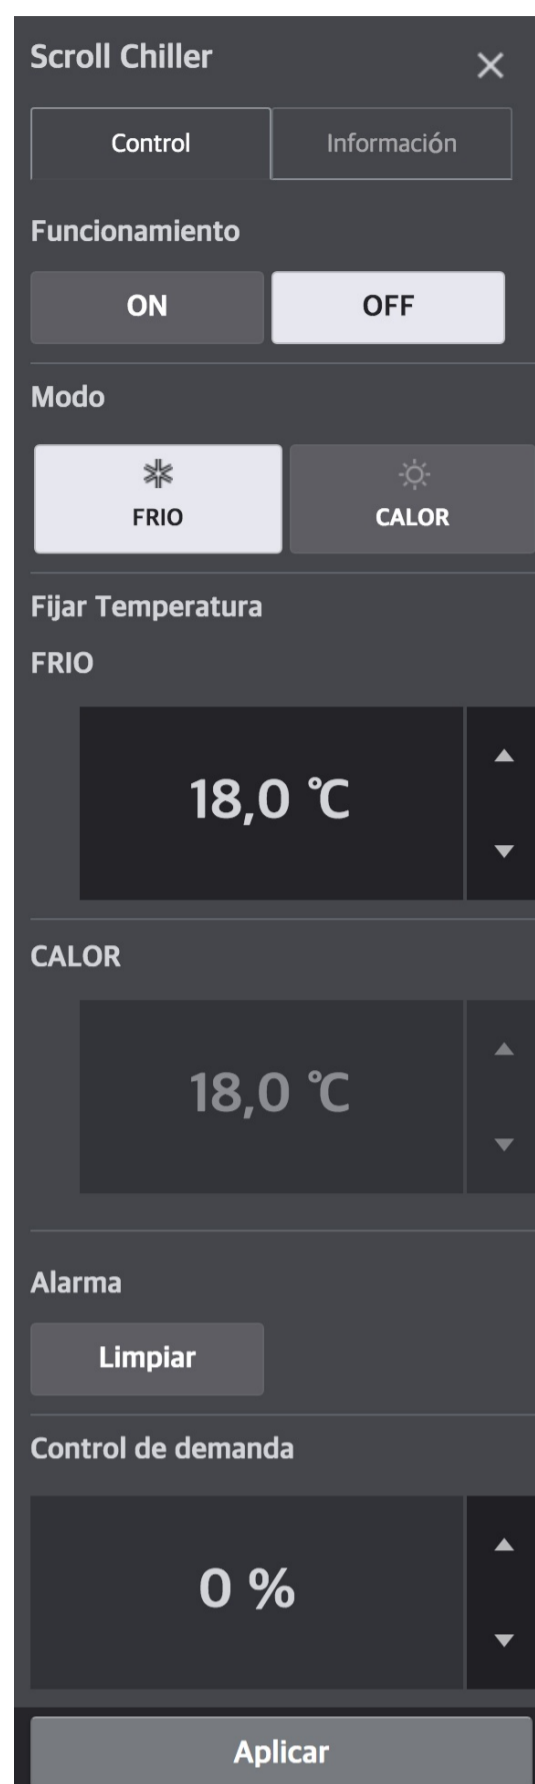 Scroll Chiller
Control Información
Funcionamiento
ON OFF
Modo
FRIO CALOR
Fijar Temperatura
FRIO
18,0 ℃
CALOR
18,0 ℃
Alarma
Limpiar
Control de demanda
0 %
Aplicar